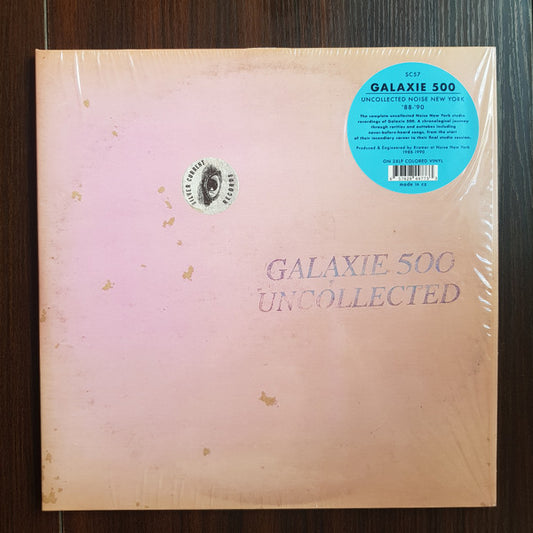 SC57
GALAXIE 500
UNCOLLECTED NOISE NEW YORK
'88-'90
The complete uncollected Noise New York studio
recordings of Galaxie 500. A chronological journey
through rarities and outtakes including
never-before-heard songs, from the start
of their incendiary career to their final studio session.
Produced & Engineered by Kramer at Noise New York
1988-1990
ON 2XLP COLORED VINYL
made in cz
SILVER CURRENT
RECORDS
GALAXIE 500
UNCOLLECTED